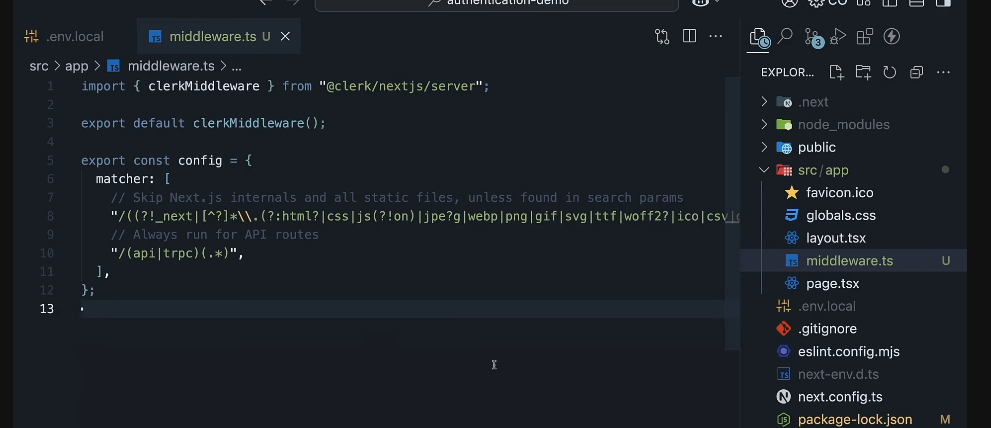 authentication-demo
.env.local
middleware.ts U
src > app > middleware.ts > ...
1 import { clerkMiddleware } from "@clerk/nextjs/server";
2
3 export default clerkMiddleware();
4
5 export const config = {
6 matcher: [
7 // Skip Next.js internals and all static files, unless found in search params
8 "/((?!_next|[^?]*\\.(?:html?|css|js(?!on)|jpe?g|webp|png|gif|svg|ttf|woff2?|ico|csv|
9 // Always run for API routes
10 "/(api|trpc)(.*)",
11 ],
12 };
13
3
EXPLOR...
.next
node_modules
public
src/app
favicon.ico
globals.css
layout.tsx
middleware.ts U
page.tsx
.env.local
.gitignore
eslint.config.mjs
next-env.d.ts
next.config.ts
package-lock.json M